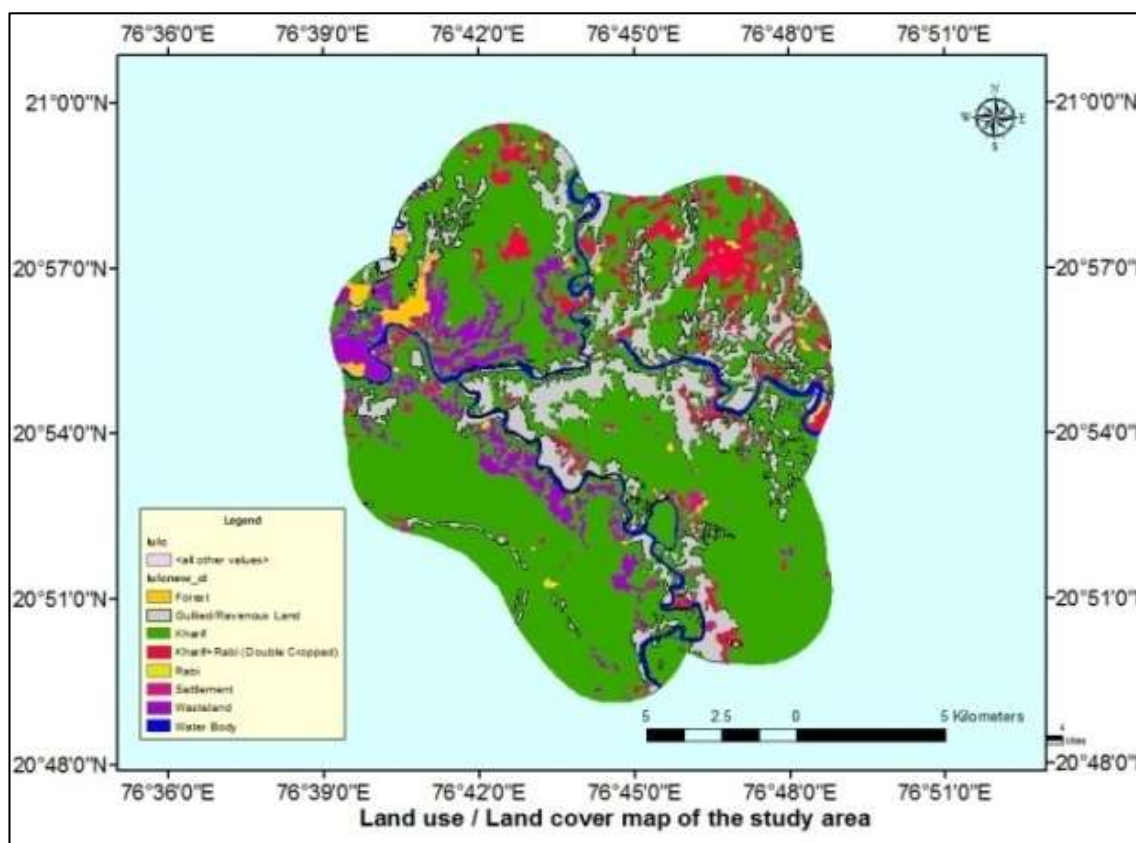 76°36'0"E 76°39'0"E 76°42'0"E 76°45'0"E 76°48'0"E 76°51'0"E
21°0'0"N 21°0'0"N
N
W E
S
20°57'0"N 20°57'0"N
20°54'0"N 20°54'0"N
20°51'0"N 20°51'0"N
20°48'0"N 20°48'0"N
Legend
lulc
<all other values>
lulcnew_id
Forest
Gullied/Ravenous Land
Kharif
Kharif+Rabi (Double Cropped)
Rabi
Settlement
Wasteland
Water Body
5 2.5 0 5 Kilometers
Miles
76°36'0"E 76°39'0"E 76°42'0"E 76°45'0"E 76°48'0"E 76°51'0"E
Land use / Land cover map of the study area